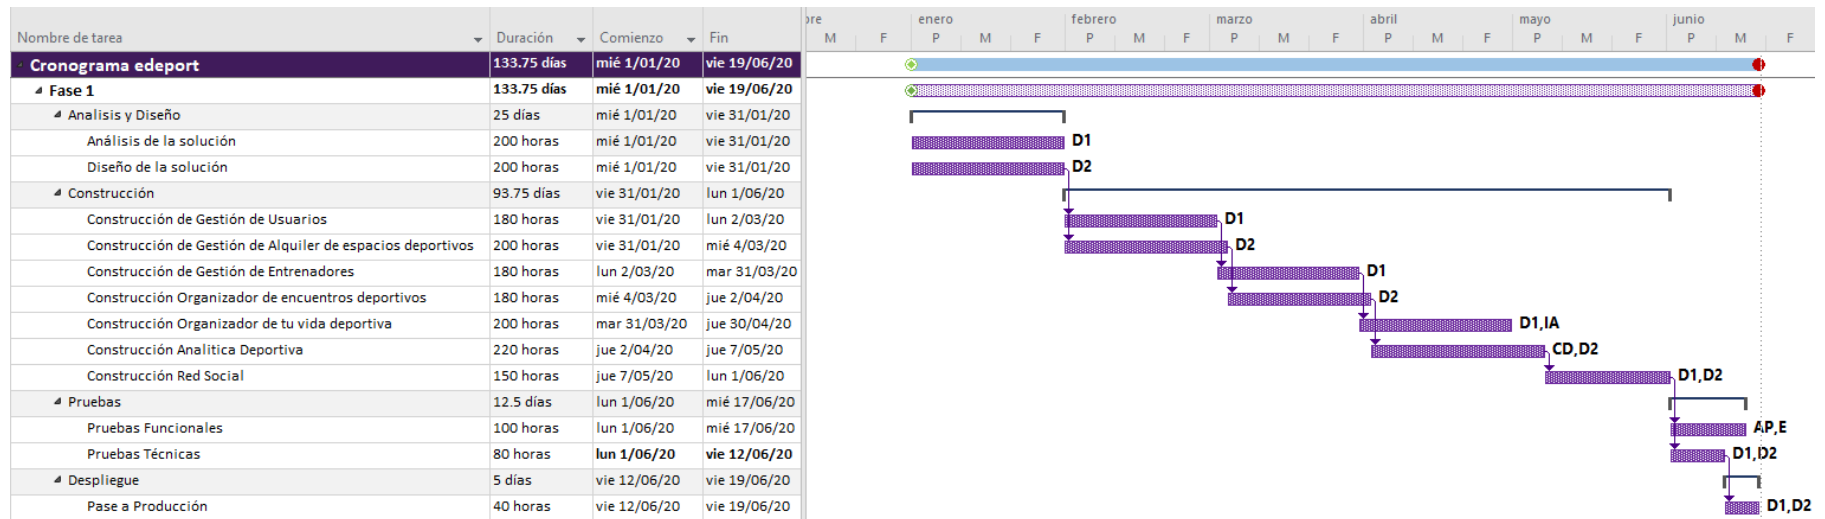 bre enero febrero marzo abril mayo junio
Nombre de tarea Duración Comienzo Fin M F P M F P M F P M F P M F P M F P M F
Cronograma edeport 133.75 días mié 1/01/20 vie 19/06/20
Fase 1 133.75 días mié 1/01/20 vie 19/06/20
Analisis y Diseño 25 días mié 1/01/20 vie 31/01/20
Análisis de la solución 200 horas mié 1/01/20 vie 31/01/20 D1
Diseño de la solución 200 horas mié 1/01/20 vie 31/01/20 D2
Construcción 93.75 días vie 31/01/20 lun 1/06/20
Construcción de Gestión de Usuarios 180 horas vie 31/01/20 lun 2/03/20 D1
Construcción de Gestión de Alquiler de espacios deportivos 200 horas vie 31/01/20 mié 4/03/20 D2
Construcción de Gestión de Entrenadores 180 horas lun 2/03/20 mar 31/03/20 D1
Construcción Organizador de encuentros deportivos 180 horas mié 4/03/20 jue 2/04/20 D2
Construcción Organizador de tu vida deportiva 200 horas mar 31/03/20 jue 30/04/20 D1,IA
Construcción Analitica Deportiva 220 horas jue 2/04/20 jue 7/05/20 CD,D2
Construcción Red Social 150 horas jue 7/05/20 lun 1/06/20 D1,D2
Pruebas 12.5 días lun 1/06/20 mié 17/06/20
Pruebas Funcionales 100 horas lun 1/06/20 mié 17/06/20 AP,E
Pruebas Técnicas 80 horas lun 1/06/20 vie 12/06/20 D1,D2
Despliegue 5 días vie 12/06/20 vie 19/06/20
Pase a Producción 40 horas vie 12/06/20 vie 19/06/20 D1,D2